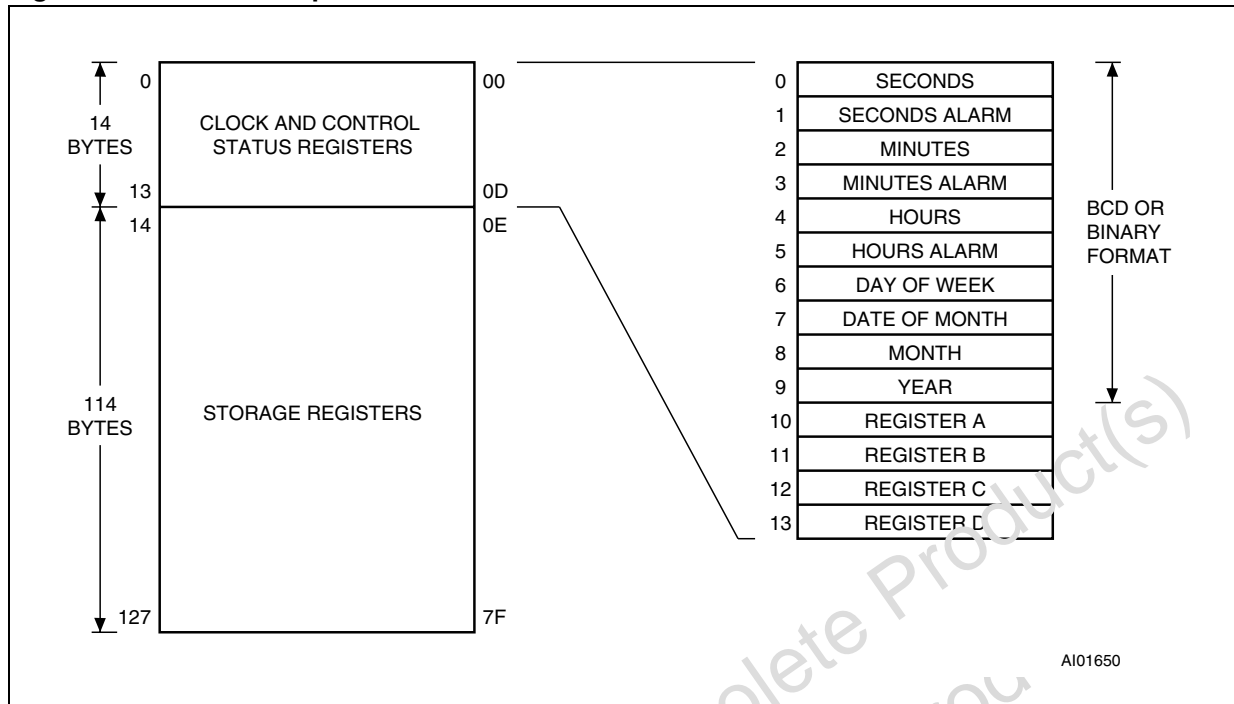 0
00
14
BYTES
CLOCK AND CONTROL
STATUS REGISTERS
13
0D
14
0E
114
BYTES
STORAGE REGISTERS
127
7F
0 SECONDS
1 SECONDS ALARM
2 MINUTES
3 MINUTES ALARM
4 HOURS
5 HOURS ALARM
6 DAY OF WEEK
7 DATE OF MONTH
8 MONTH
9 YEAR
10 REGISTER A
11 REGISTER B
12 REGISTER C
13 REGISTER D
BCD OR
BINARY
FORMAT
Product(s)
AI01650